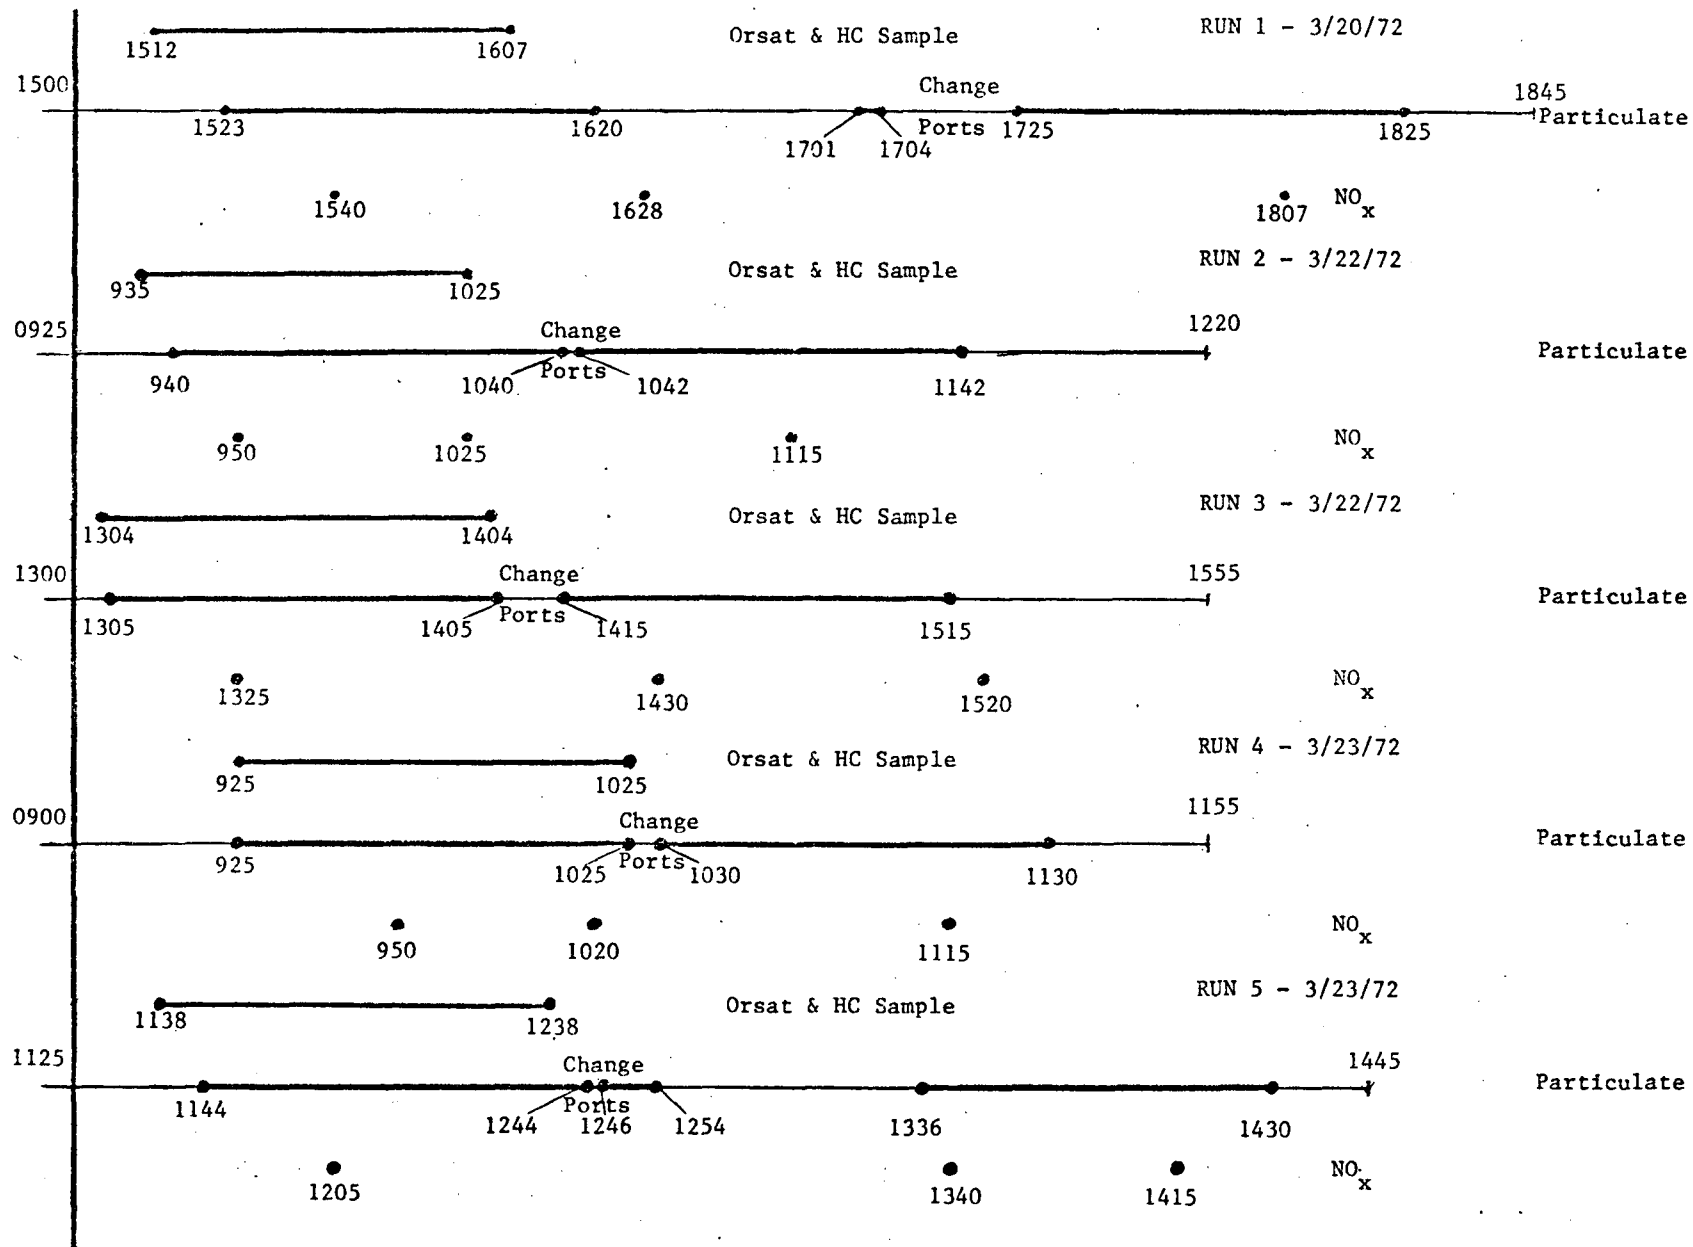 Orsat & HC Sample
RUN 1 - 3/20/72
1512
1607
1500
Change
1845
Particulate
1523
1620
Ports
1725
1825
1701
1704
1540
1628
1807
NOx
RUN 2 - 3/22/72
Orsat & HC Sample
935
1025
0925
Change
1220
Particulate
940
1040
Ports
1042
1142
950
1025
1115
NOx
RUN 3 - 3/22/72
Orsat & HC Sample
1304
1404
1300
Change
1555
Particulate
1305
1405
Ports
1415
1515
1325
1430
1520
NOx
RUN 4 - 3/23/72
Orsat & HC Sample
925
1025
0900
Change
1155
Particulate
925
1025
Ports
1030
1130
950
1020
1115
NOx
RUN 5 - 3/23/72
Orsat & HC Sample
1138
1238
1125
Change
1445
Particulate
1144
1244
Ports
1246
1254
1336
1430
1205
1340
1415
NOx